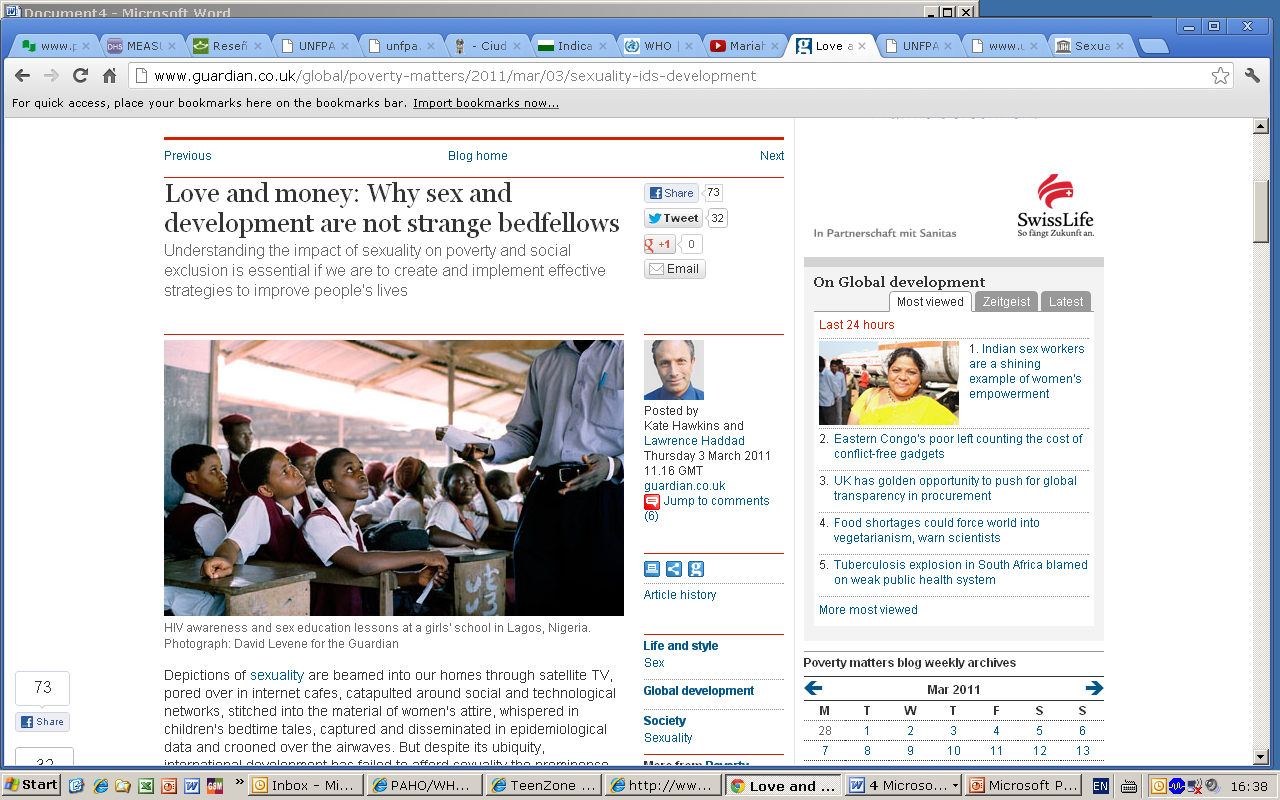 Document4 - Microsoft Word
www.p
MEASU
Reseñ
UNFPA
unfpa.
- Ciud
Indica
WHO |
Mariah
Love a
UNFPA
www.u
Sexua
www.guardian.co.uk/global/poverty-matters/2011/mar/03/sexuality-ids-development
For quick access, place your bookmarks here on the bookmarks bar. Import bookmarks now...
Previous
Blog home
Next
Love and money: Why sex and
development are not strange bedfellows
Understanding the impact of sexuality on poverty and social
exclusion is essential if we are to create and implement effective
strategies to improve people's lives
Share 73
Tweet 32
+1 0
Email
HIV awareness and sex education lessons at a girls' school in Lagos, Nigeria.
Photograph: David Levene for the Guardian
Depictions of sexuality are beamed into our homes through satellite TV,
pored over in internet cafes, catapulted around social and technological
networks, stitched into the material of women's attire, whispered in
children's bedtime tales, captured and disseminated in epidemiological
data and crooned over the airwaves. But despite its ubiquity,
international development has failed to afford sexuality the prominence
73
Share
32
Posted by
Kate Hawkins and
Lawrence Haddad
Thursday 3 March 2011
11.16 GMT
guardian.co.uk
Jump to comments
(6)
Article history
Life and style
Sex
Global development
Society
Sexuality
More from Poverty
In Partnerschaft mit Sanitas
SwissLife
So fängt Zukunft an.
On Global development
Most viewed
Zeitgeist
Latest
Last 24 hours
1. Indian sex workers
are a shining
example of women's
empowerment
2. Eastern Congo's poor left counting the cost of
conflict-free gadgets
3. UK has golden opportunity to push for global
transparency in procurement
4. Food shortages could force world into
vegetarianism, warn scientists
5. Tuberculosis explosion in South Africa blamed
on weak public health system
More most viewed
Poverty matters blog weekly archives
Mar 2011
M T W T F S S
28 1 2 3 4 5 6
7 8 9 10 11 12 13
Start
Inbox - Mi...
PAHO/WH...
TeenZone ...
http://ww...
Love and ...
4 Microso...
Microsoft P...
EN
16:38